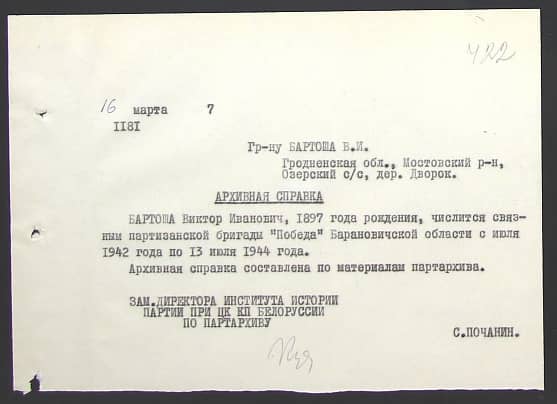 422
16 марта 7
1181
Гр-ну БАРТОША В.И.
Гродненская обл., Мостовский р-н,
Озерский с/с, дер. Дворок.
АРХИВНАЯ СПРАВКА
БАРТОША Виктор Иванович, 1897 года рождения, числится связ-
ным партизанской бригады "Победа" Барановичской области с июля
1942 года по 13 июля 1944 года.
Архивная справка составлена по материалам партархива.
ЗАМ.ДИРЕКТОРА ИНСТИТУТА ИСТОРИИ
ПАРТИИ ПРИ ЦК КП БЕЛОРУССИИ
ПО ПАРТАРХИВУ
С.ПОЧАНИН.